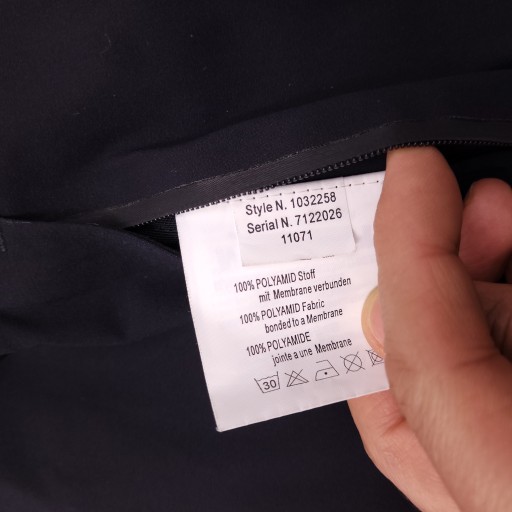 Style N. 1032258
Serial N. 7122026
11071
100% POLYAMID Stoff
mit Membrane verbunden
100% POLYAMID Fabric
bonded to a Membrane
100% POLYAMIDE
jointe a une Membrane
30